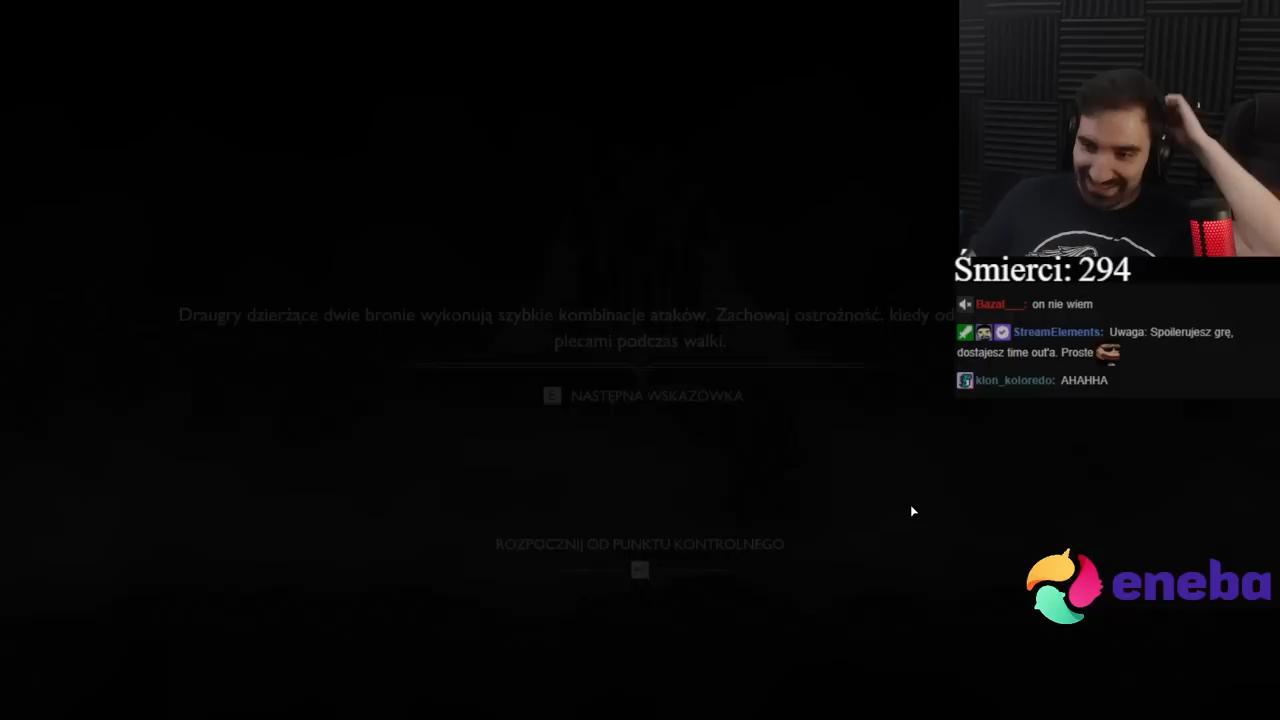 Śmierci: 294
Bazal___: on nie wiem
StreamElements: Uwaga: Spoilerujesz grę,
dostajesz time out'a. Proste
klon_koloredo: AHAHHA
Draugry dzierżące dwie bronie wykonują szybkie kombinacje ataków. Zachowaj ostrożność, kiedy od
plecami podczas walki.
E NASTĘPNA WSKAZÓWKA
ROZPOCZNIJ OD PUNKTU KONTROLNEGO
eneba